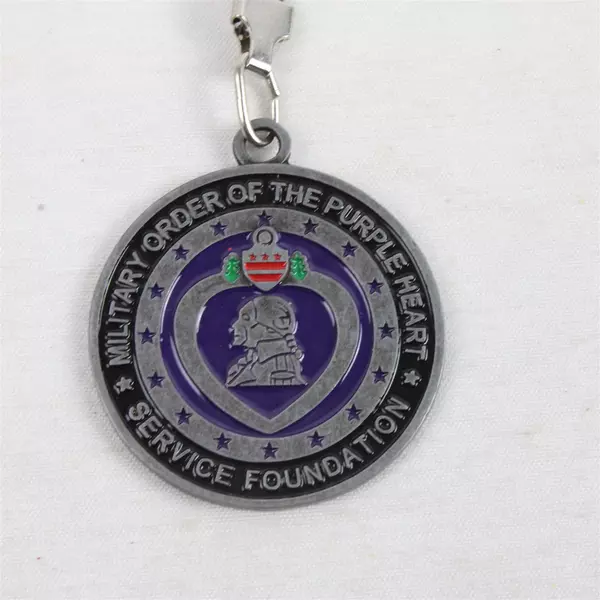 MILITARY ORDER OF THE PURPLE HEART
SERVICE FOUNDATION